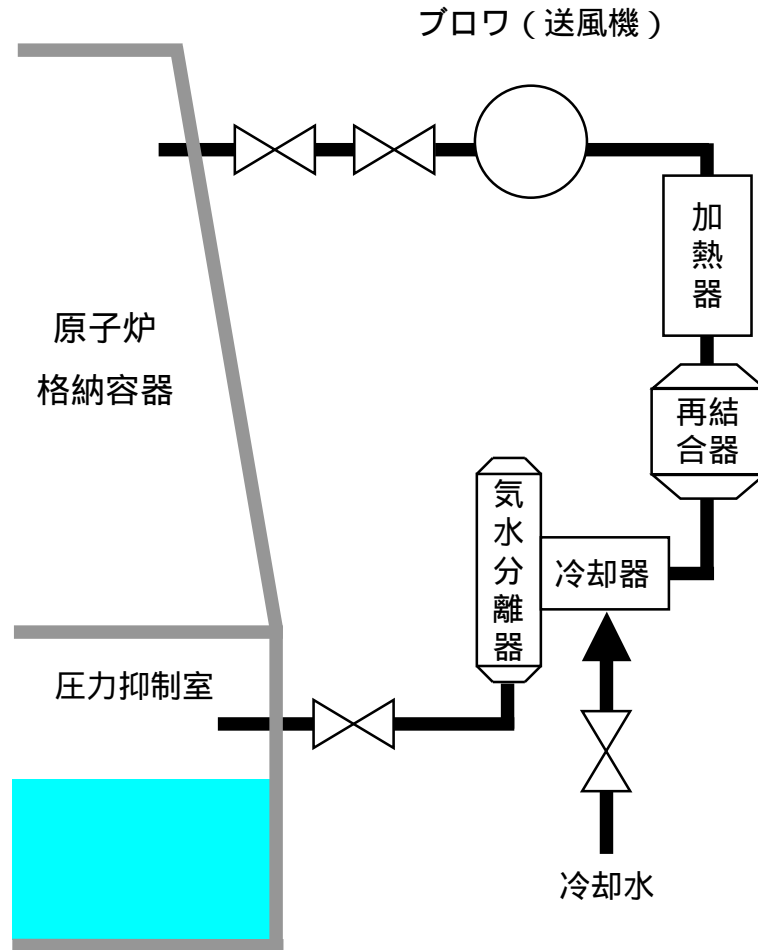 ブロワ(送風機)
加熱器
原子炉
格納容器
再結
合器
気水分離器
冷却器
圧力抑制室
冷却水